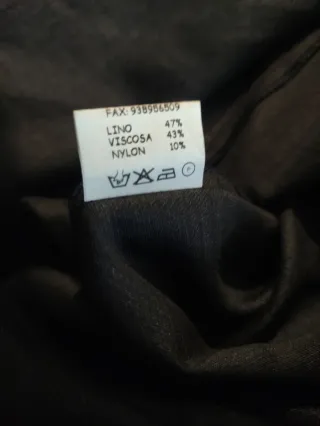 FAX: 938956509
LINO 47%
VISCOSA 43%
NYLON 10%